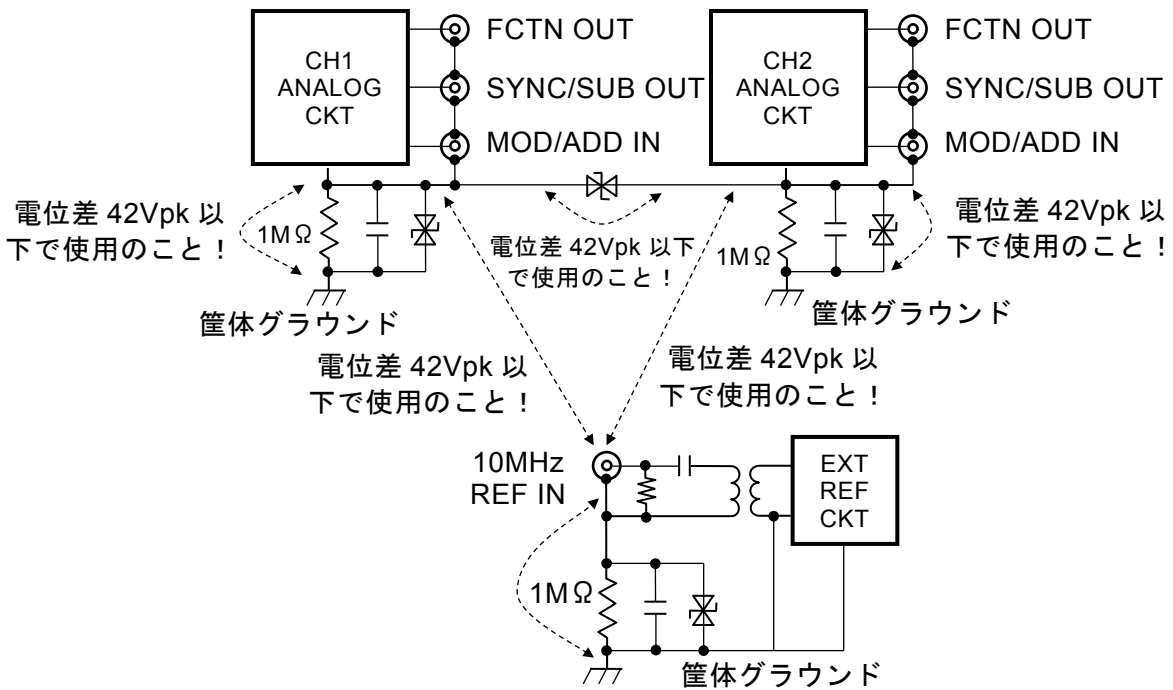 CH1
ANALOG
CKT
FCTN OUT
SYNC/SUB OUT
MOD/ADD IN
CH2
ANALOG
CKT
FCTN OUT
SYNC/SUB OUT
MOD/ADD IN
電位差 42Vpk 以
下で使用のこと！
1MΩ
筐体グラウンド
電位差 42Vpk 以下
で使用のこと！
1MΩ
筐体グラウンド
電位差 42Vpk 以
下で使用のこと！
電位差 42Vpk 以
下で使用のこと！
電位差 42Vpk 以
下で使用のこと！
10MHz
REF IN
EXT
REF
CKT
1MΩ
筐体グラウンド